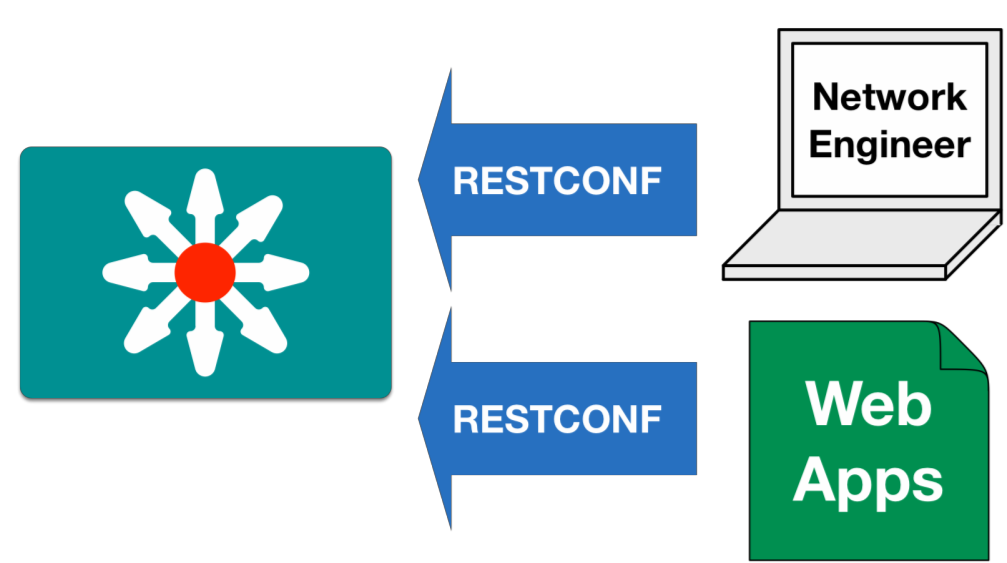 RESTCONF
Network
Engineer
RESTCONF
Web
Apps